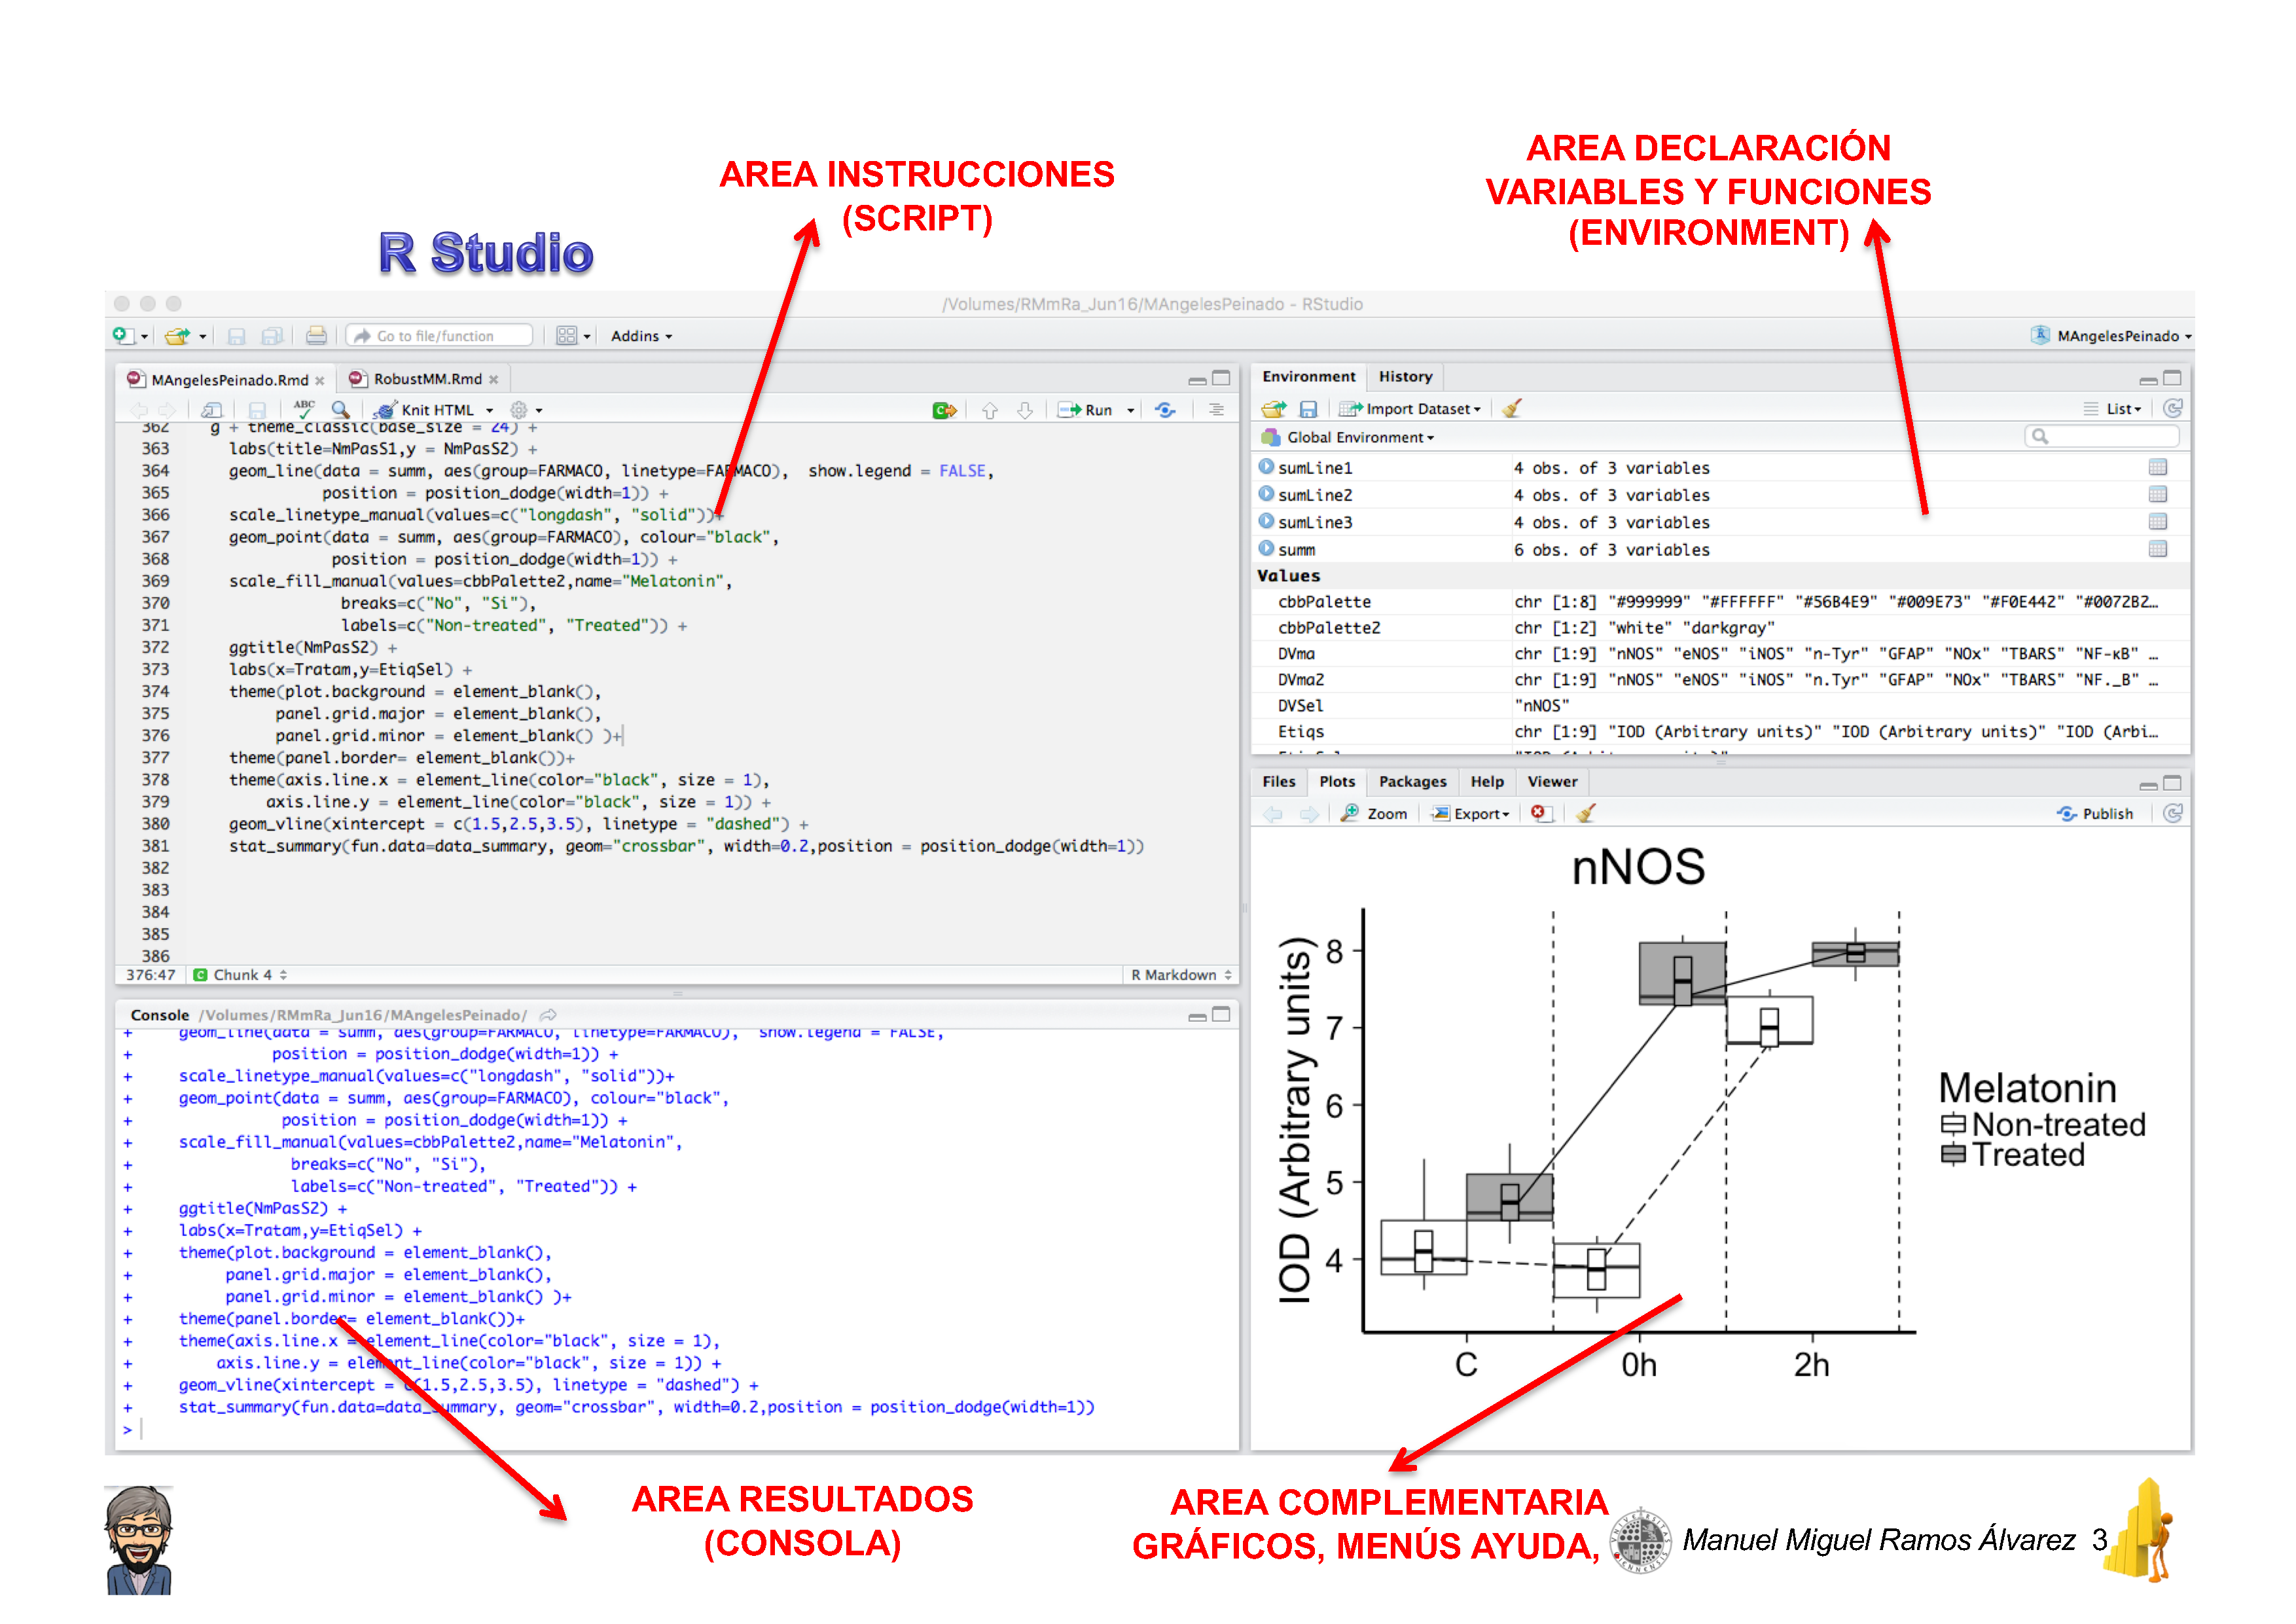 AREA INSTRUCCIONES
(SCRIPT)
AREA DECLARACIÓN
VARIABLES Y FUNCIONES
(ENVIRONMENT)
R Studio
/Volumes/RMmRa_Jun16/MAngelesPeinado - RStudio
Go to file/function
Addins
MAngelesPeinado
MAngelesPeinado.Rmd
RobustMM.Rmd
ABC
Knit HTML
Run
362 g + theme_classic(base_size = 24) +
363 labs(title=NmPasS1,y = NmPasS2) +
364 geom_line(data = summ, aes(group=FARMACO, linetype=FARMACO), show.legend = FALSE,
365 position = position_dodge(width=1)) +
366 scale_linetype_manual(values=c("longdash", "solid"))+
367 geom_point(data = summ, aes(group=FARMACO), colour="black",
368 position = position_dodge(width=1)) +
369 scale_fill_manual(values=cbbPalette2,name="Melatonin",
370 breaks=c("No", "Si"),
371 labels=c("Non-treated", "Treated")) +
372 ggtitle(NmPasS2) +
373 labs(x=Tratam,y=EtiqSel) +
374 theme(plot.background = element_blank(),
375 panel.grid.major = element_blank(),
376 panel.grid.minor = element_blank() )+
377 theme(panel.border= element_blank())+
378 theme(axis.line.x = element_line(color="black", size = 1),
379 axis.line.y = element_line(color="black", size = 1)) +
380 geom_vline(xintercept = c(1.5,2.5,3.5), linetype = "dashed") +
381 stat_summary(fun.data=data_summary, geom="crossbar", width=0.2,position = position_dodge(width=1))
382
383
384
385
386
376:47 Chunk 4 R Markdown
Console /Volumes/RMmRa_Jun16/MAngelesPeinado/
+ geom_line(data = summ, aes(group=FARMACO, linetype=FARMACO), show.legend = FALSE,
+ position = position_dodge(width=1)) +
+ scale_linetype_manual(values=c("longdash", "solid"))+
+ geom_point(data = summ, aes(group=FARMACO), colour="black",
+ position = position_dodge(width=1)) +
+ scale_fill_manual(values=cbbPalette2,name="Melatonin",
+ breaks=c("No", "Si"),
+ labels=c("Non-treated", "Treated")) +
+ ggtitle(NmPasS2) +
+ labs(x=Tratam,y=EtiqSel) +
+ theme(plot.background = element_blank(),
+ panel.grid.major = element_blank(),
+ panel.grid.minor = element_blank() )+
+ theme(panel.border= element_blank())+
+ theme(axis.line.x = element_line(color="black", size = 1),
+ axis.line.y = element_line(color="black", size = 1)) +
+ geom_vline(xintercept = c(1.5,2.5,3.5), linetype = "dashed") +
+ stat_summary(fun.data=data_summary, geom="crossbar", width=0.2,position = position_dodge(width=1))
>
Environment History
Import Dataset List
Global Environment
sumLine1 4 obs. of 3 variables
sumLine2 4 obs. of 3 variables
sumLine3 4 obs. of 3 variables
summ 6 obs. of 3 variables
Values
cbbPalette chr [1:8] "#999999" "#FFFFFF" "#56B4E9" "#009E73" "#F0E442" "#0072B2…
cbbPalette2 chr [1:2] "white" "darkgray"
DVma chr [1:9] "nNOS" "eNOS" "iNOS" "n-Tyr" "GFAP" "NOx" "TBARS" "NF-κB" …
DVma2 chr [1:9] "nNOS" "eNOS" "iNOS" "n.Tyr" "GFAP" "NOx" "TBARS" "NF._B" …
DVSel "nNOS"
Etiqs chr [1:9] "IOD (Arbitrary units)" "IOD (Arbitrary units)" "IOD (Arbi…
Files Plots Packages Help Viewer
Zoom Export Publish
nNOS
IOD (Arbitrary units)
8
7
6
5
4
C 0h 2h
Melatonin
Non-treated
Treated
AREA RESULTADOS
(CONSOLA)
AREA COMPLEMENTARIA
GRÁFICOS, MENÚS AYUDA, .
Manuel Miguel Ramos Álvarez 3